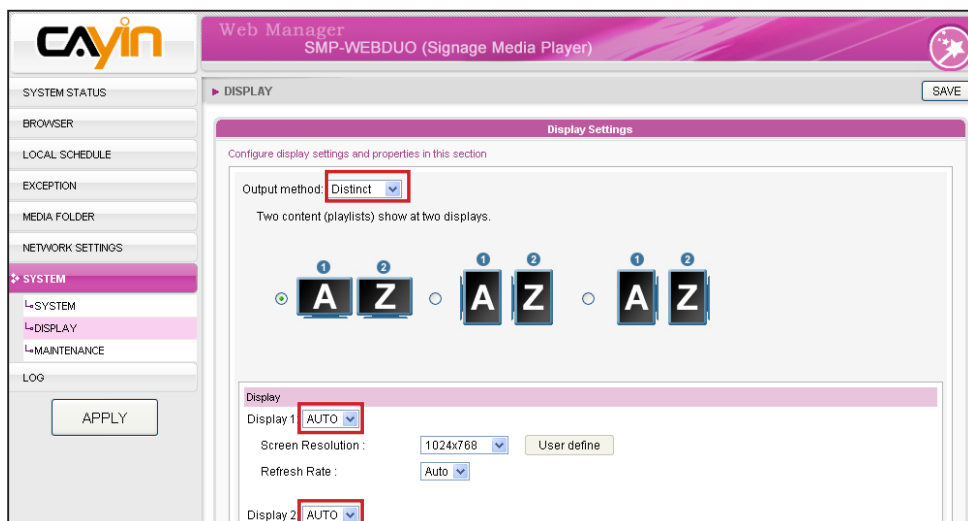 CAYIN
Web Manager
SMP-WEBDUO (Signage Media Player)
SYSTEM STATUS
BROWSER
LOCAL SCHEDULE
EXCEPTION
MEDIA FOLDER
NETWORK SETTINGS
SYSTEM
SYSTEM
DISPLAY
MAINTENANCE
LOG
APPLY
DISPLAY
SAVE
Display Settings
Configure display settings and properties in this section
Output method: Distinct
Two content (playlists) show at two displays.
1 2 1 2 1 2
A Z A Z A Z
Display
Display 1: AUTO
Screen Resolution : 1024x768 User define
Refresh Rate : Auto
Display 2: AUTO